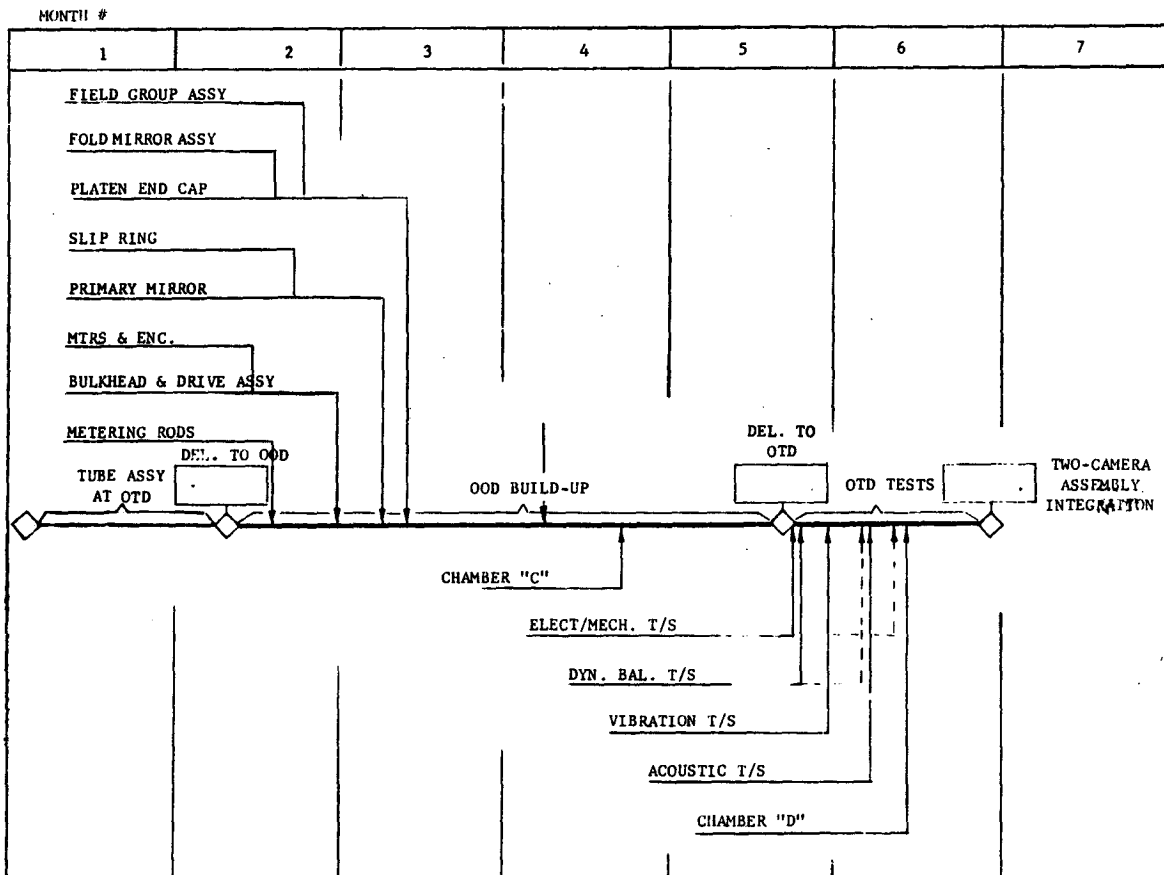 MONTH #
1 2 3 4 5 6 7
FIELD GROUP ASSY
FOLD MIRROR ASSY
PLATEN END CAP
SLIP RING
PRIMARY MIRROR
MTRS & ENC.
BULKHEAD & DRIVE ASSY
METERING RODS
DEL. TO OOD
TUBE ASSY
AT OTD
OOD BUILD-UP
DEL. TO
OTD
OTD TESTS
TWO-CAMERA
ASSEMBLY
INTEGRATION
CHAMBER "C"
ELECT/MECH. T/S
DYN. BAL. T/S
VIBRATION T/S
ACOUSTIC T/S
CHAMBER "D"